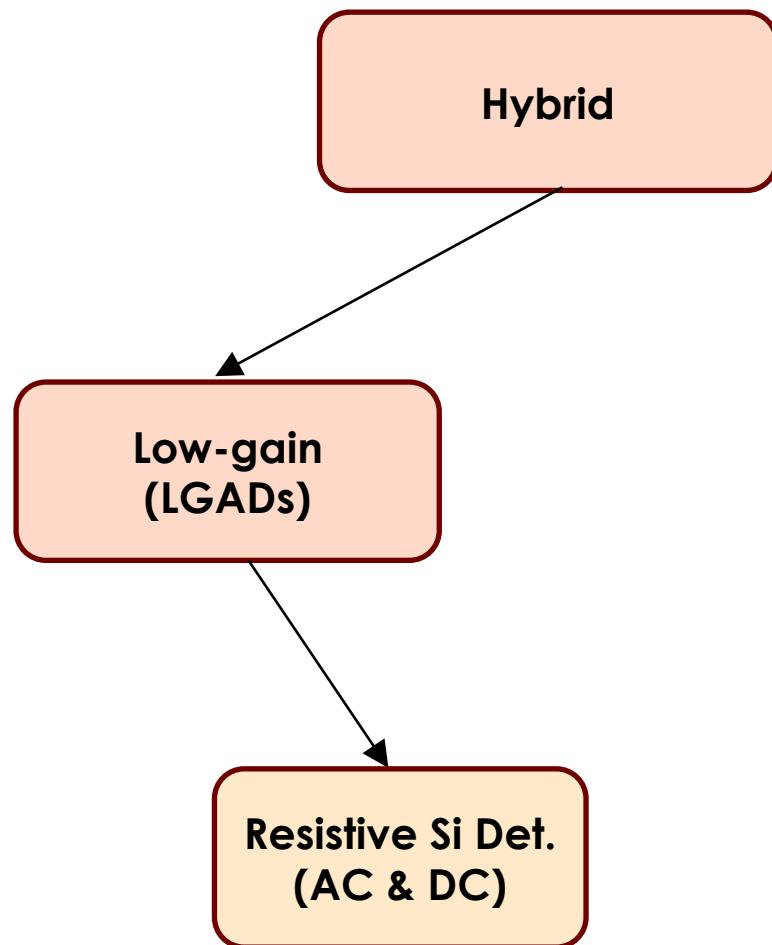 Hybrid
Low-gain
(LGADs)
Resistive Si Det.
(AC & DC)